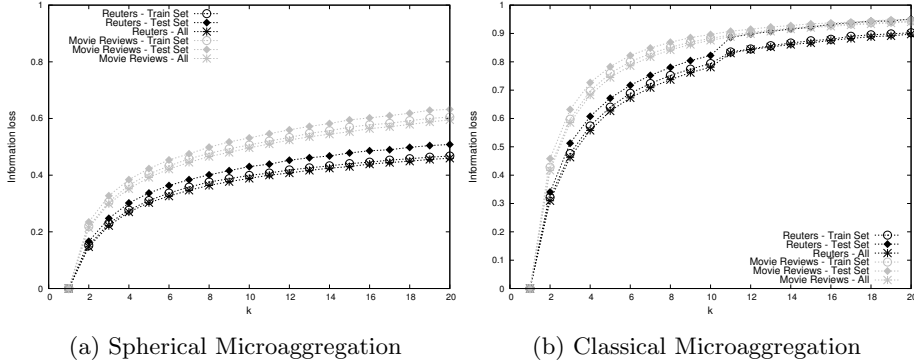 Reuters - Train Set
Reuters - Test Set
Reuters - All
Movie Reviews - Train Set
Movie Reviews - Test Set
Movie Reviews - All
Information loss
1
0.8
0.6
0.4
0.2
0
2 4 6 8 10 12 14 16 18 20
k
(a) Spherical Microaggregation
Information loss
1
0.9
0.8
0.7
0.6
0.5
0.4
0.3
0.2
0.1
0
Reuters - Train Set
Reuters - Test Set
Reuters - All
Movie Reviews - Train Set
Movie Reviews - Test Set
Movie Reviews - All
2 4 6 8 10 12 14 16 18 20
k
(b) Classical Microaggregation